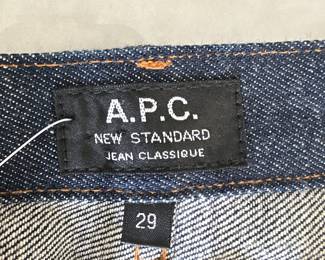 A.P.C.
NEW STANDARD
JEAN CLASSIQUE
29